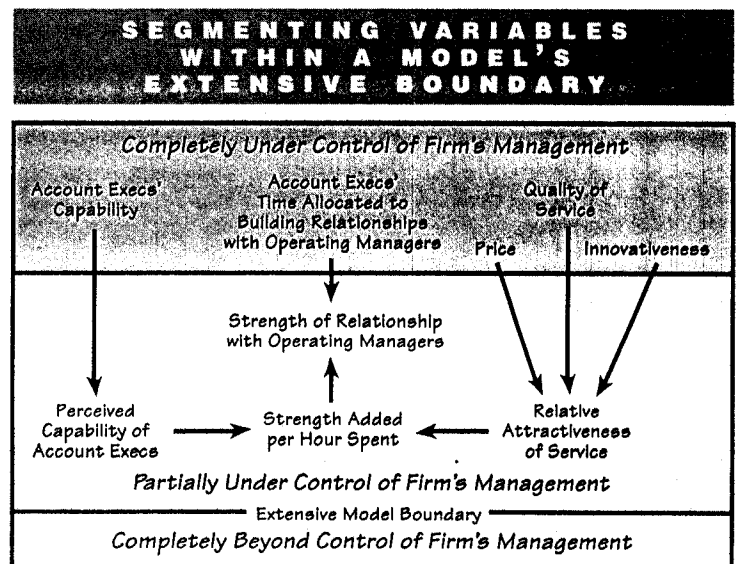 SEGMENTING VARIABLES
WITHIN A MODEL'S
EXTENSIVE BOUNDARY
Completely Under Control of Firm's Management
Account Execs'
Capability
Account Execs'
Time Allocated to
Building Relationships
with Operating Managers
Quality of
Service
Price
Innovativeness
Strength of Relationship
with Operating Managers
Perceived
Capability of
Account Execs
Strength Added
per Hour Spent
Relative
Attractiveness
of Service
Partially Under Control of Firm's Management
Extensive Model Boundary
Completely Beyond Control of Firm's Management